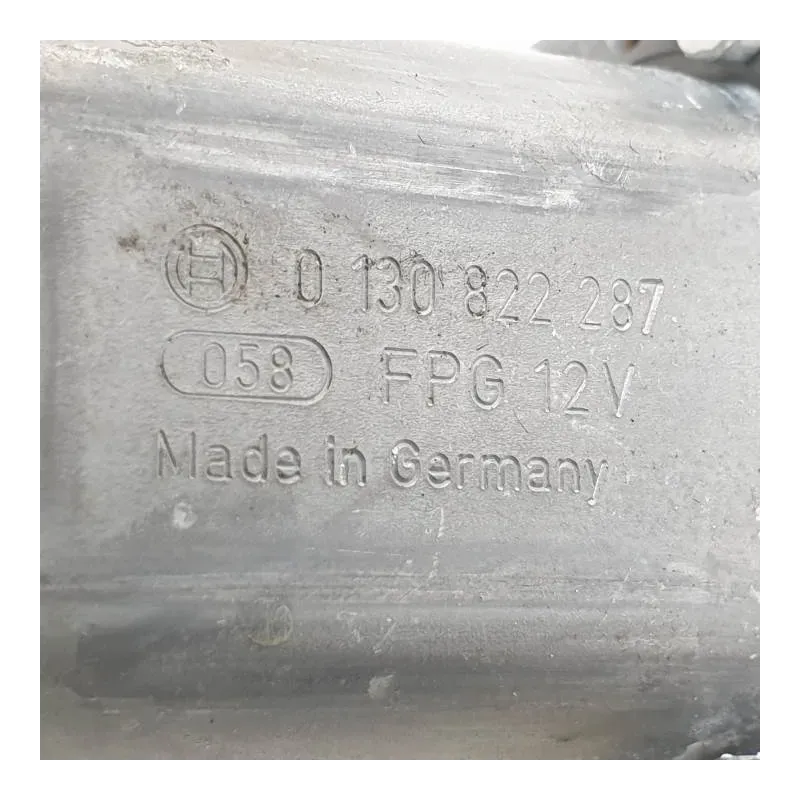 0 130 822 287
058 FPG 12V
Made in Germany